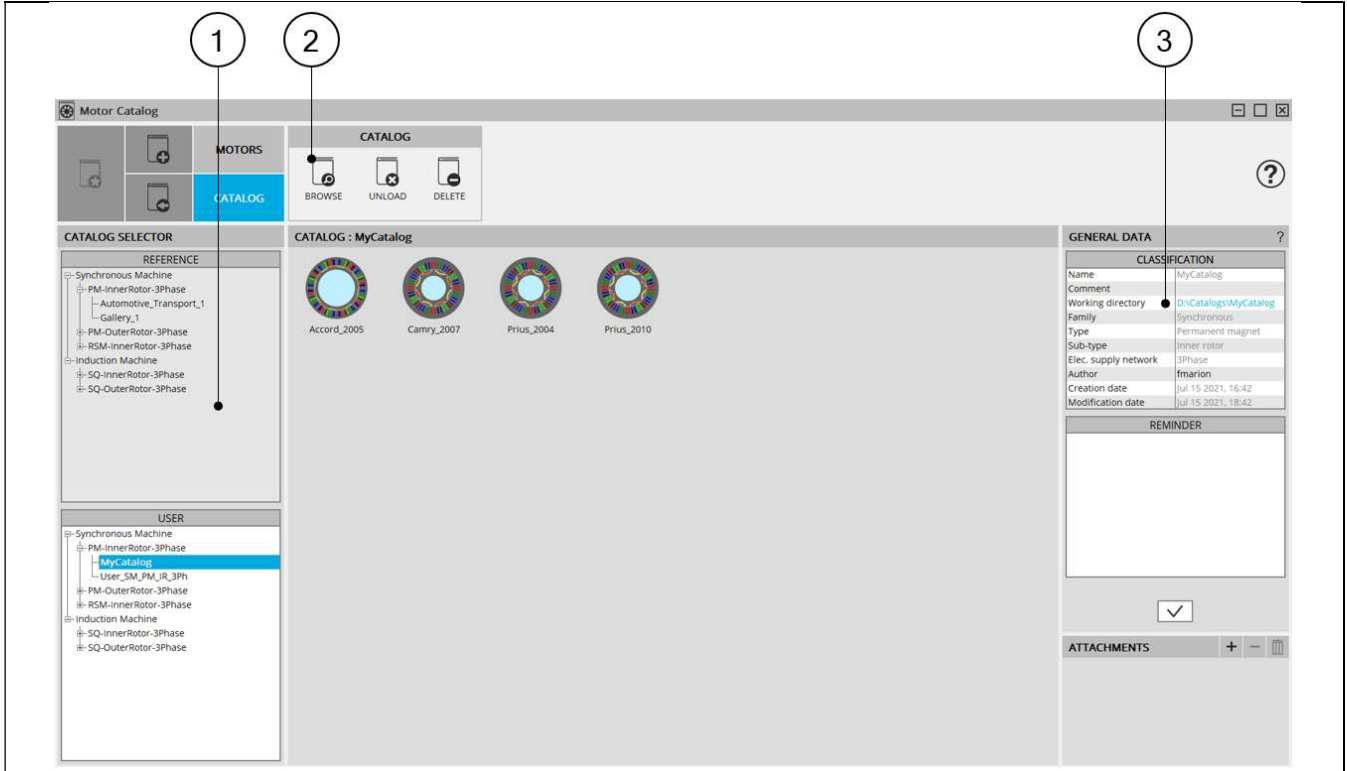 1
2
3
Motor Catalog
MOTORS
CATALOG
CATALOG
BROWSE
UNLOAD
DELETE
?
CATALOG SELECTOR
REFERENCE
Synchronous Machine
PM-InnerRotor-3Phase
Automotive_Transport_1
Gallery_1
PM-OuterRotor-3Phase
RSM-InnerRotor-3Phase
Induction Machine
SQ-InnerRotor-3Phase
SQ-OuterRotor-3Phase
USER
Synchronous Machine
PM-InnerRotor-3Phase
MyCatalog
User_SM_PM_IR_3Ph
PM-OuterRotor-3Phase
RSM-InnerRotor-3Phase
Induction Machine
SQ-InnerRotor-3Phase
SQ-OuterRotor-3Phase
CATALOG : MyCatalog
Accord_2005
Camry_2007
Prius_2004
Prius_2010
GENERAL DATA ?
CLASSIFICATION
Name MyCatalog
Comment
Working directory D:\Catalogs\MyCatalog
Family Synchronous
Type Permanent magnet
Sub-type Inner rotor
Elec. supply network 3Phase
Author fmarion
Creation date Jul 15 2021, 16:42
Modification date Jul 15 2021, 18:42
REMINDER
ATTACHMENTS